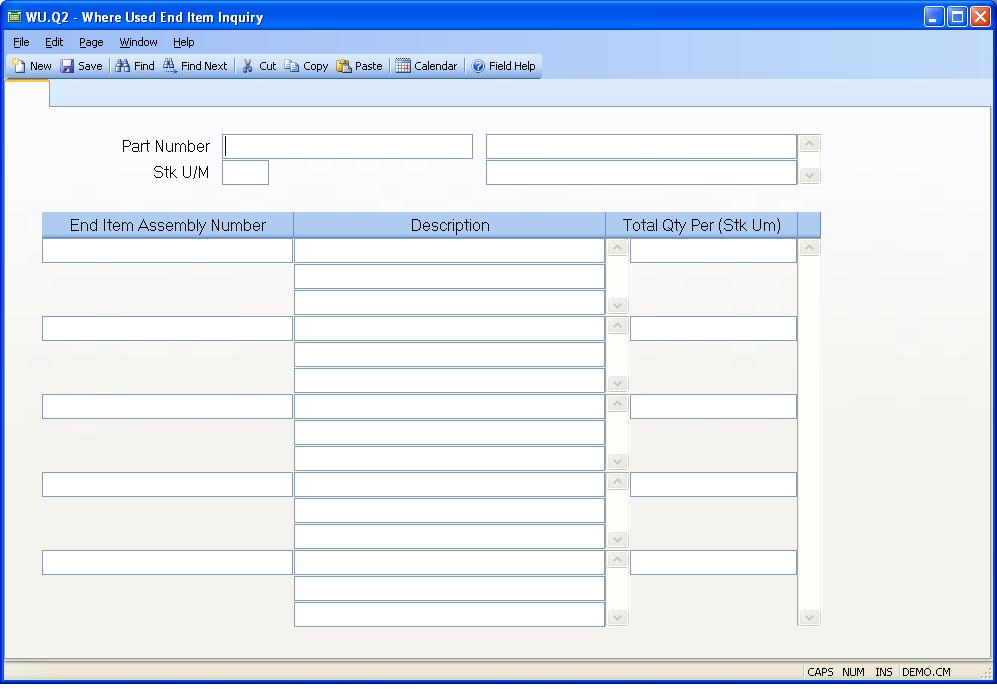 WU.Q2 - Where Used End Item Inquiry
File Edit Page Window Help
New Save Find Find Next Cut Copy Paste Calendar Field Help
Part Number
Stk U/M
End Item Assembly Number Description Total Qty Per (Stk Um)
CAPS NUM INS DEMO.CM